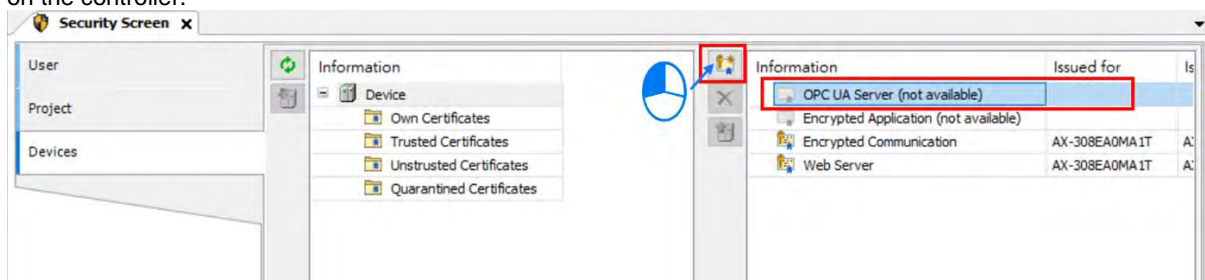 on the controller.
Security Screen x
User
Project
Devices
Information
Device
Own Certificates
Trusted Certificates
Unstrusted Certificates
Quarantined Certificates
Information Issued for Is
OPC UA Server (not available)
Encrypted Application (not available)
Encrypted Communication AX-308EA0MA1T A
Web Server AX-308EA0MA1T A